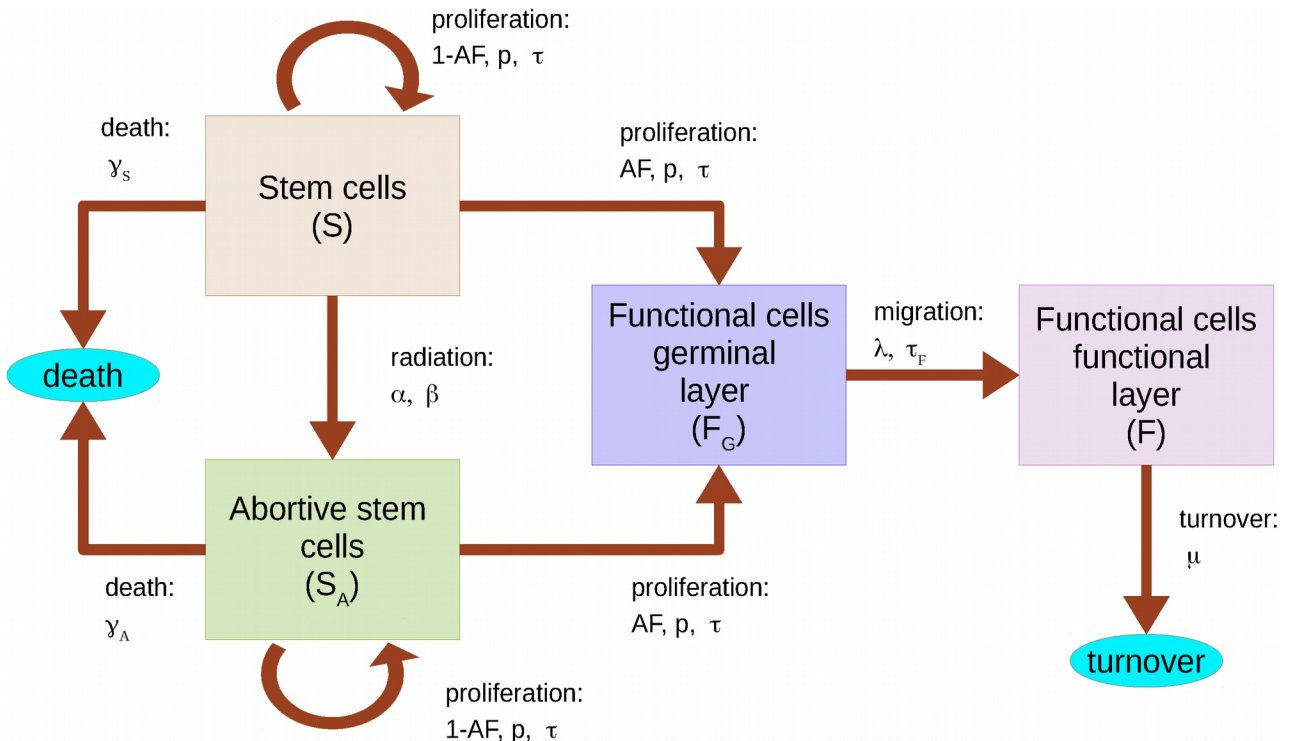 proliferation:
1-AF, p, τ
death:
γS
Stem cells
(S)
proliferation:
AF, p, τ
death
radiation:
α, β
Functional cells
germinal
layer
(FG)
migration:
λ, τF
Functional cells
functional
layer
(F)
Abortive stem
cells
(SA)
death:
γA
proliferation:
AF, p, τ
turnover:
μ
turnover
proliferation:
1-AF, p, τ